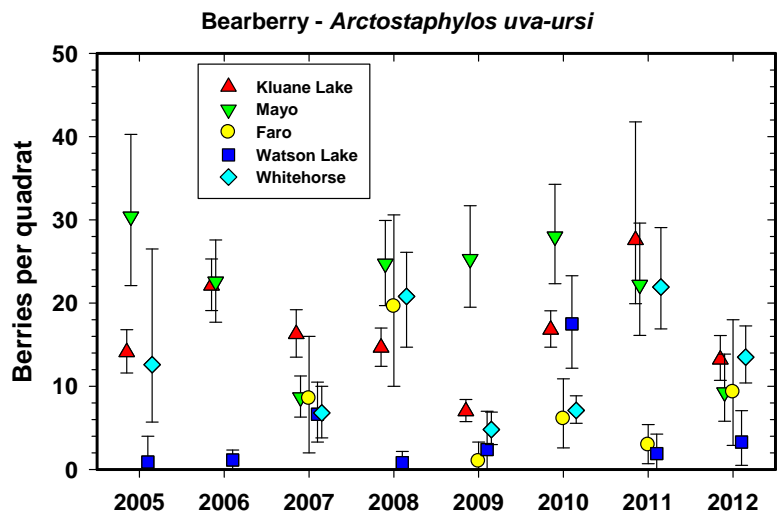 Bearberry - Arctostaphylos uva-ursi
Berries per quadrat
50
40
30
20
10
0
Kluane Lake
Mayo
Faro
Watson Lake
Whitehorse
2005 2006 2007 2008 2009 2010 2011 2012